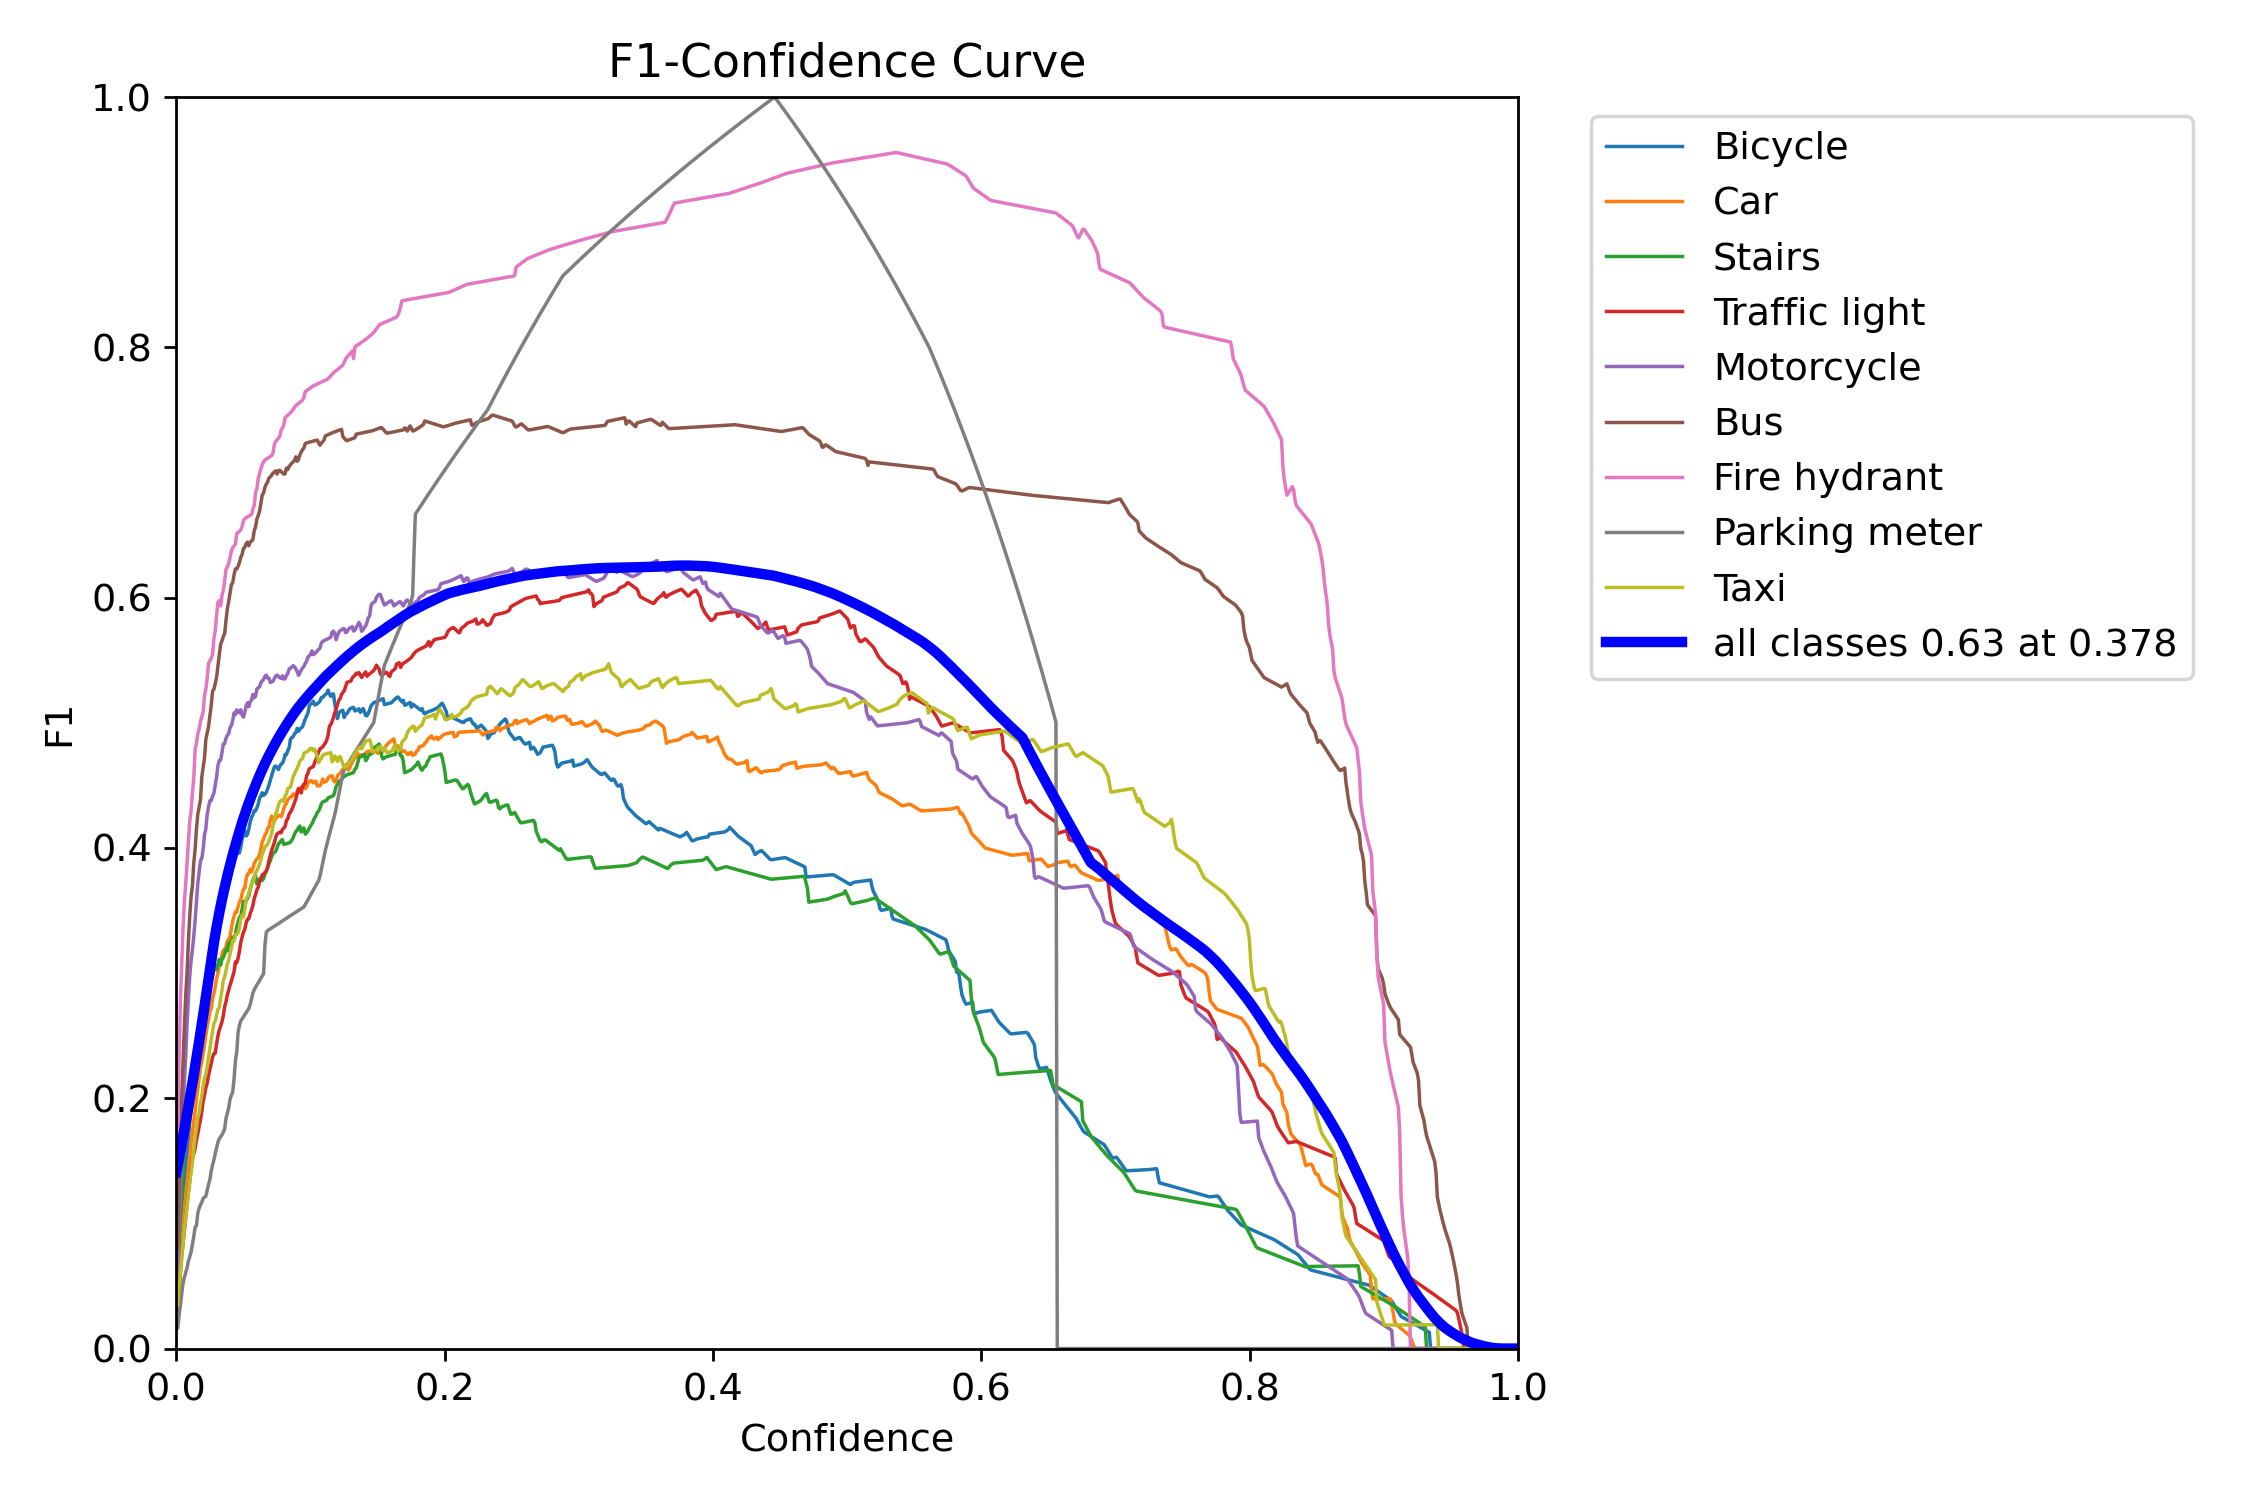 F1-Confidence Curve
1.0
0.8
0.6
0.4
0.2
0.0
F1
0.0 0.2 0.4 0.6 0.8 1.0
Confidence
Bicycle
Car
Stairs
Traffic light
Motorcycle
Bus
Fire hydrant
Parking meter
Taxi
all classes 0.63 at 0.378